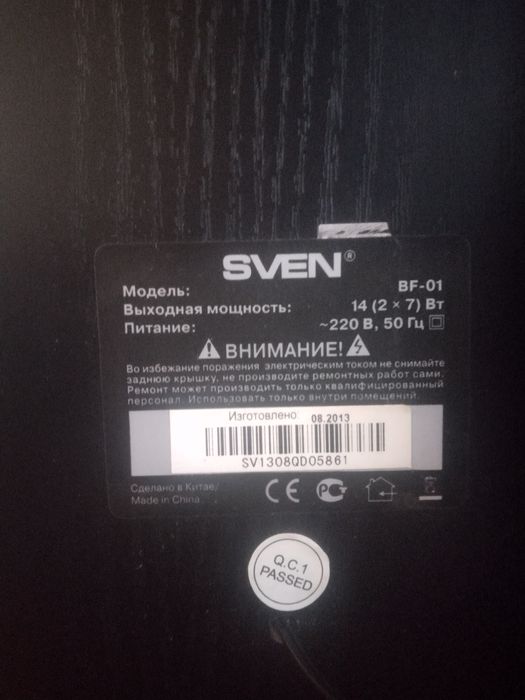 SVEN®
Модель: BF-01
Выходная мощность: 14 (2 × 7) Вт
Питание: ~220 В, 50 Гц
ВНИМАНИЕ!
Во избежание поражения электрическим током не снимайте
заднюю крышку, не производите ремонтных работ сами.
Ремонт может производить только квалифицированный
персонал. Использовать только внутри помещений.
Изготовлено: 08.2013
SV1308QD05861
Сделано в Китае/
Made in China.
CE PCT
Q.C.1
PASSED